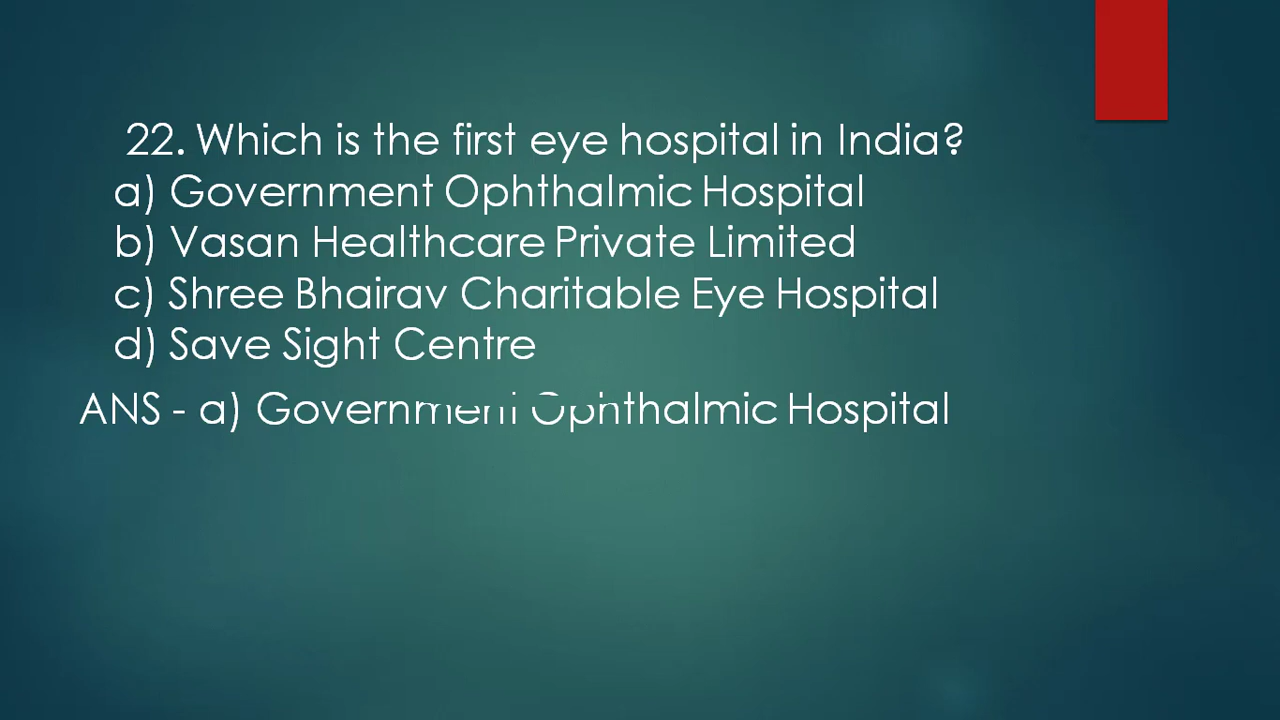 22. Which is the first eye hospital in India?
a) Government Ophthalmic Hospital
b) Vasan Healthcare Private Limited
c) Shree Bhairav Charitable Eye Hospital
d) Save Sight Centre
ANS - a) Government Ophthalmic Hospital